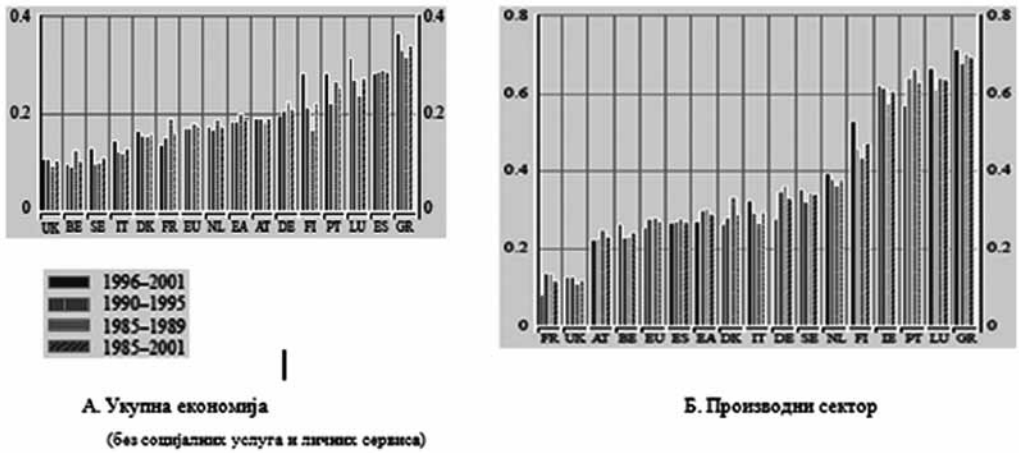 0.4 0.4
0.2 0.2
0 0
UK BE SE IT DK FR EU NL EA AT DE FI PT LU ES GR
0.8 0.8
0.6 0.6
0.4 0.4
0.2 0.2
0 0
FR UK AT BE EU ES EA DK IT DE SE NL FI IE PT LU GR
1996–2001
1990–1995
1985–1989
1985–2001
А. Укупна економија
(без социјалних услуга и личних сервиса)
Б. Производни сектор